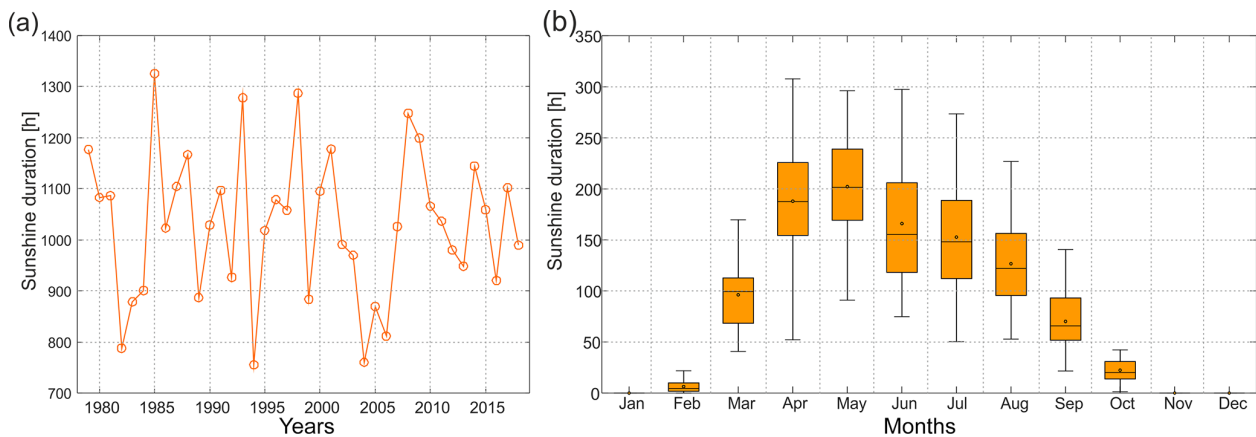 (a)
Sunshine duration [h]
1400
1300
1200
1100
1000
900
800
700
1980 1985 1990 1995 2000 2005 2010 2015
Years
(b)
Sunshine duration [h]
350
300
250
200
150
100
50
0
Jan Feb Mar Apr May Jun Jul Aug Sep Oct Nov Dec
Months